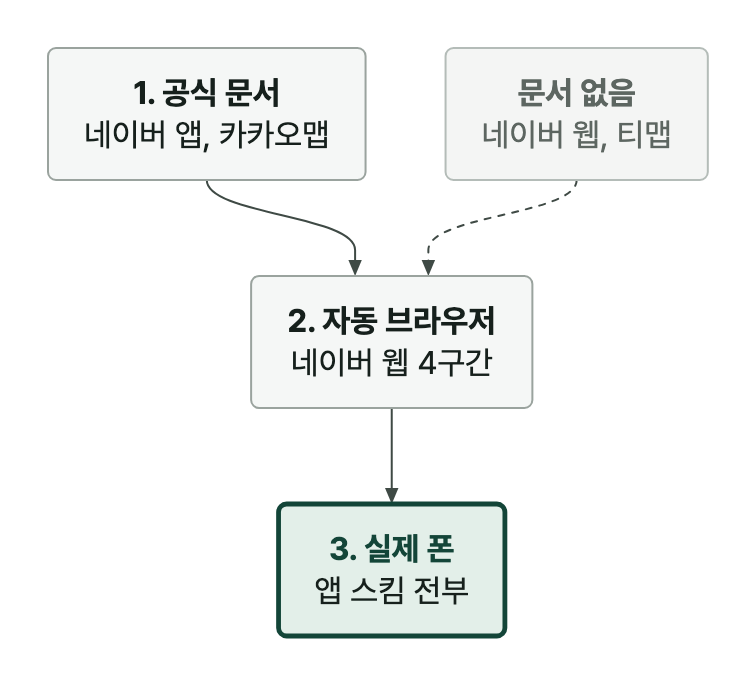 1. 공식 문서
네이버 앱, 카카오맵
문서 없음
네이버 웹, 티맵
2. 자동 브라우저
네이버 웹 4구간
3. 실제 폰
앱 스킴 전부